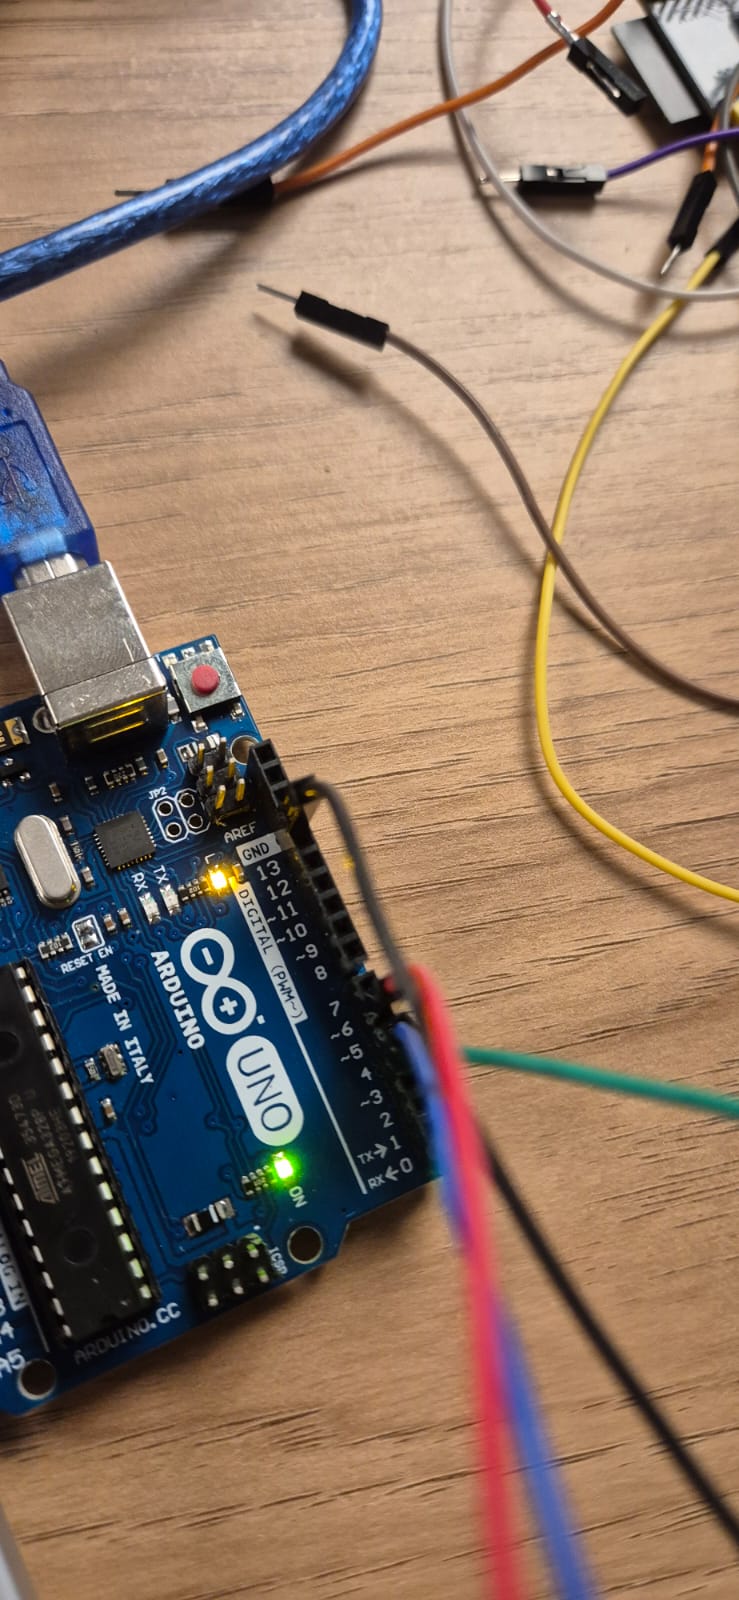 JP2
AREF
GND
13
12
~11
~10
~9
8
7
~6
~5
4
~3
2
TX→1
RX←0
DIGITAL (PWM~)
TX
RX
RESET EN
MADE IN ITALY
ARDUINO
UNO
ON
ICSP
ARDUINO.CC
ATMEL
A5